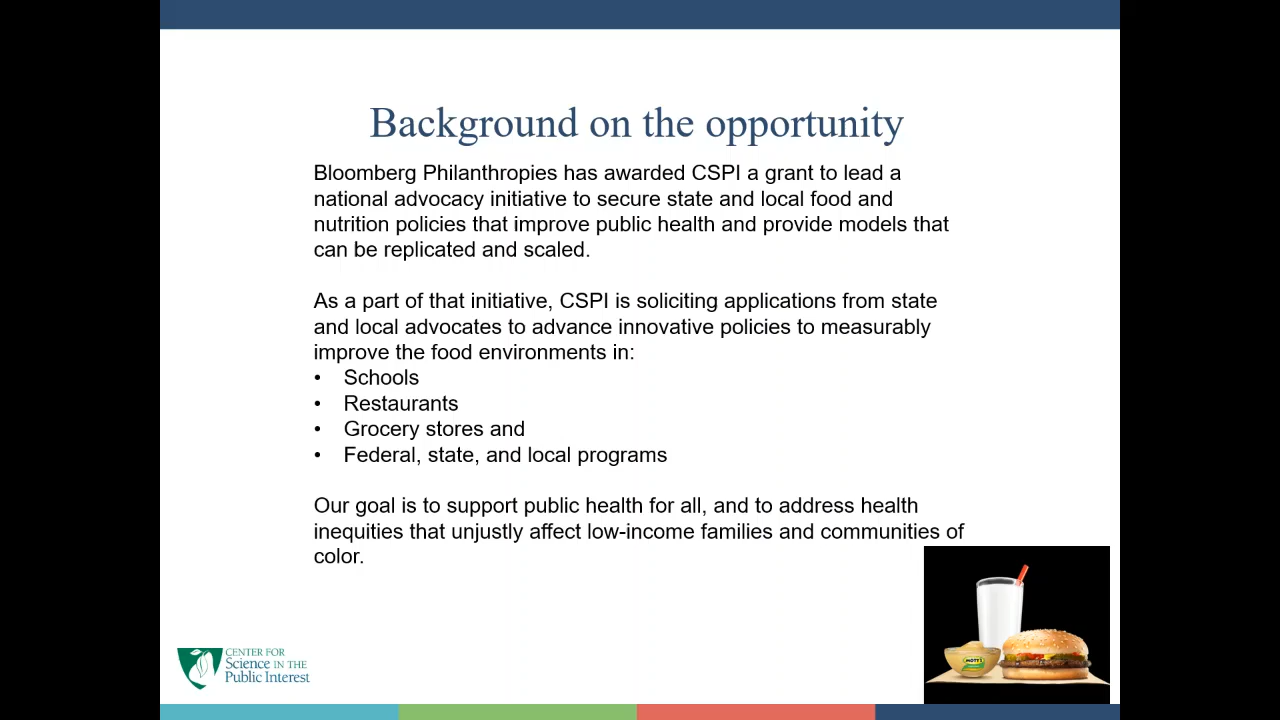 Background on the opportunity
Bloomberg Philanthropies has awarded CSPI a grant to lead a
national advocacy initiative to secure state and local food and
nutrition policies that improve public health and provide models that
can be replicated and scaled.
As a part of that initiative, CSPI is soliciting applications from state
and local advocates to advance innovative policies to measurably
improve the food environments in:
• Schools
• Restaurants
• Grocery stores and
• Federal, state, and local programs
Our goal is to support public health for all, and to address health
inequities that unjustly affect low-income families and communities of
color.
CENTER FOR
Science IN THE
Public Interest
MOTT'S